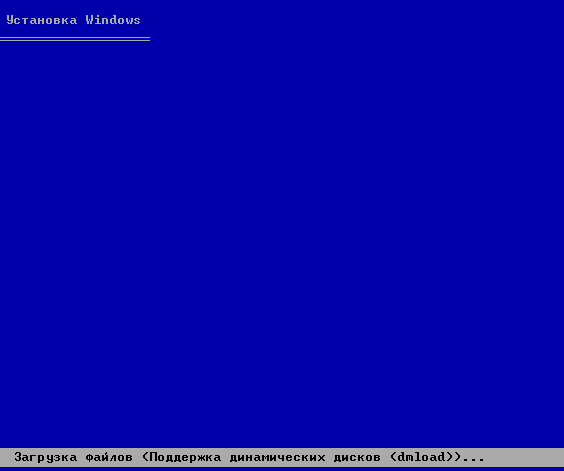 Установка Windows
Загрузка файлов (Поддержка динамических дисков (dmload))...